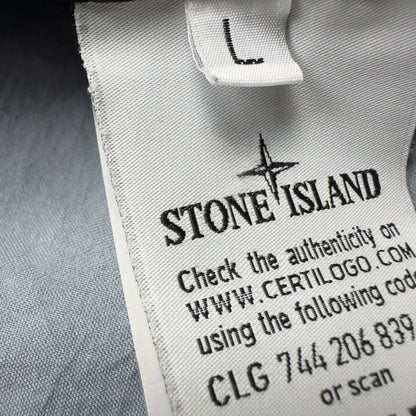 L
STONE ISLAND
Check the authenticity on
WWW.CERTILOGO.COM
using the following code
CLG 744 206 839
or scan